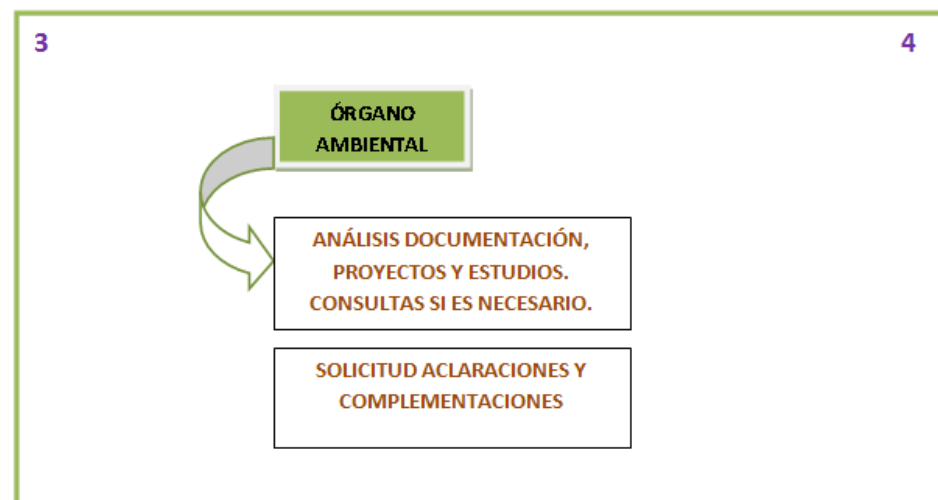 3
4
ÓRGANO
AMBIENTAL
ANÁLISIS DOCUMENTACIÓN,
PROYECTOS Y ESTUDIOS.
CONSULTAS SI ES NECESARIO.
SOLICITUD ACLARACIONES Y
COMPLEMENTACIONES